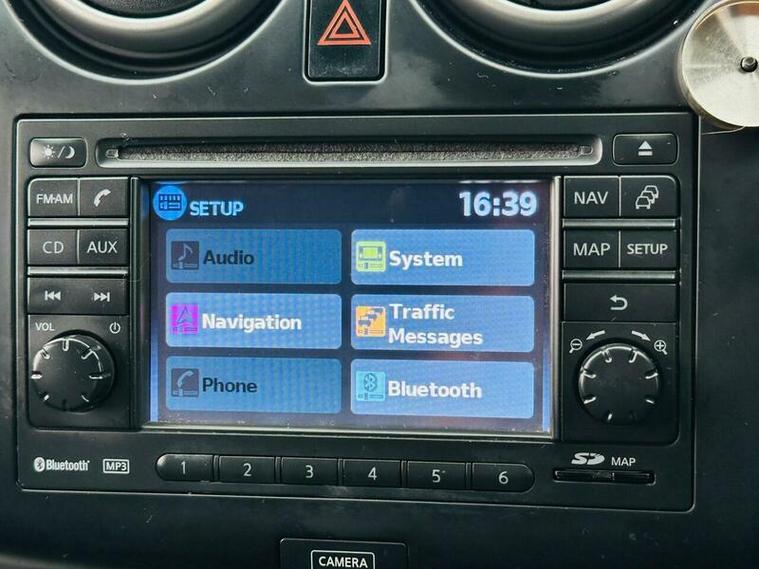 FM·AM
CD AUX
VOL
SETUP 16:39
Audio
System
Navigation
Traffic
Messages
Phone
Bluetooth
NAV
MAP SETUP
Bluetooth® MP3
1 2 3 4 5 6
SD MAP
CAMERA